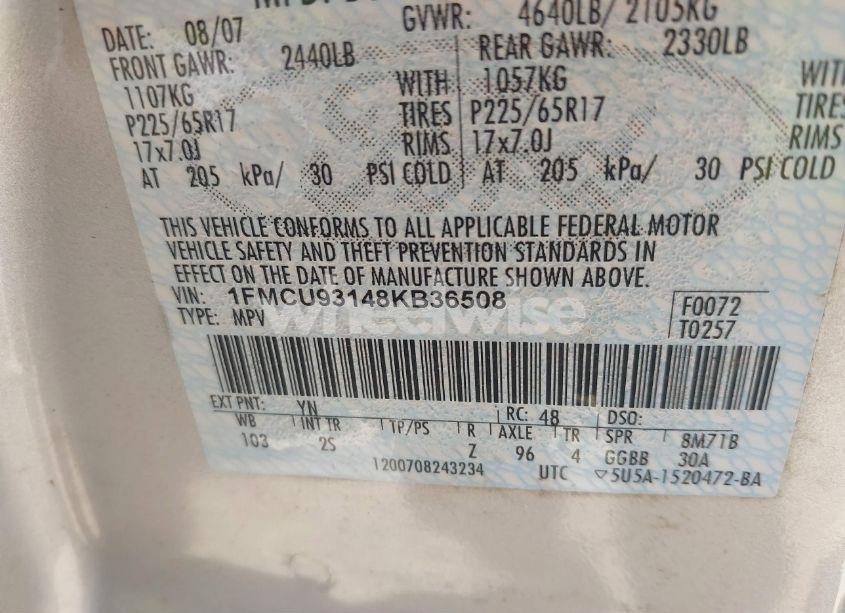 GVWR: 4640LB/ 2105KG
DATE: 08/07
FRONT GAWR: 2440LB REAR GAWR: 2330LB
1107KG WITH 1057KG WITH
P225/65R17 TIRES P225/65R17 TIRES
17x7.0J RIMS 17x7.0J RIMS
AT 205 kPa/ 30 PSI COLD AT 205 kPa/ 30 PSI COLD
THIS VEHICLE CONFORMS TO ALL APPLICABLE FEDERAL MOTOR
VEHICLE SAFETY AND THEFT PREVENTION STANDARDS IN
EFFECT ON THE DATE OF MANUFACTURE SHOWN ABOVE.
VIN: 1FMCU93148KB36508
TYPE: MPV
F0072
T0257
wheelwise
EXT PNT: YN RC: 48 DSO:
WB INT TR TP/PS R AXLE TR SPR 8M71B
103 2S Z 96 4 GGBB 30A
1200708243234 UTC ▽5U5A-1520472-BA